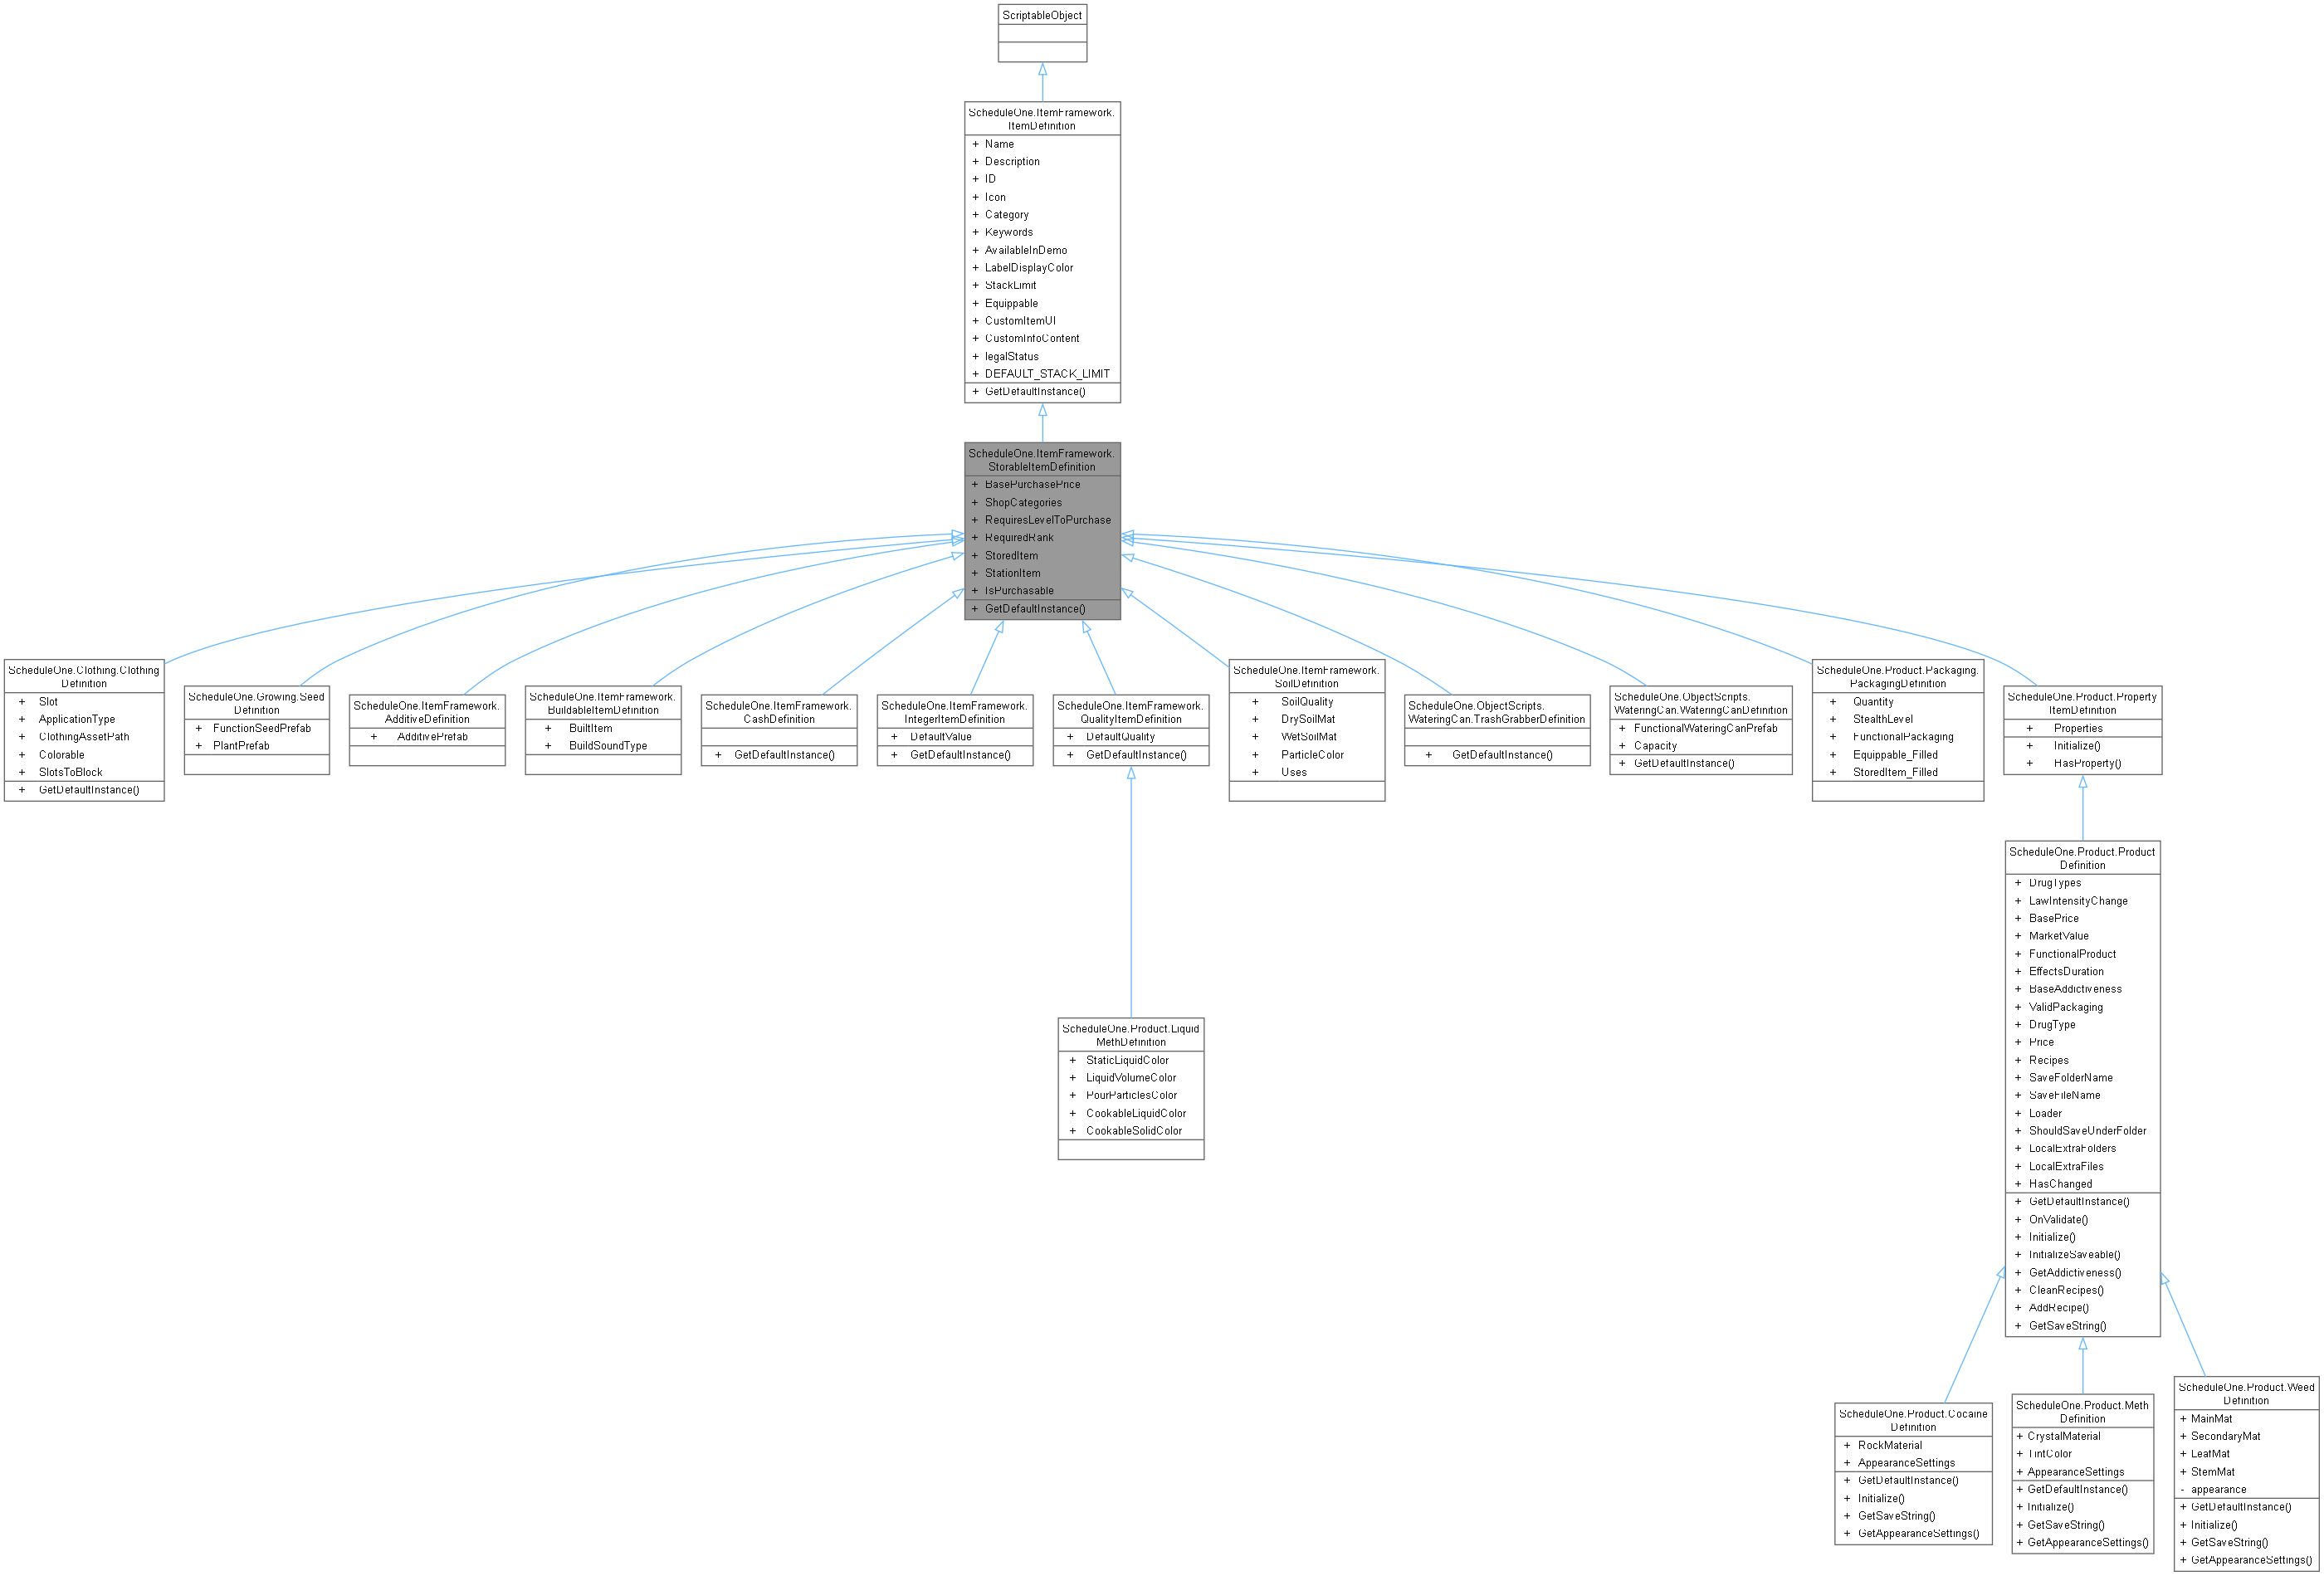 ScriptableObject
ScheduleOne.ItemFramework.
ItemDefinition
+ Name
+ Description
+ ID
+ Icon
+ Category
+ Keywords
+ AvailableInDemo
+ LabelDisplayColor
+ StackLimit
+ Equippable
+ CustomItemUI
+ CustomInfoContent
+ legalStatus
+ DEFAULT_STACK_LIMIT
+ GetDefaultInstance()
ScheduleOne.ItemFramework.
StorableItemDefinition
+ BasePurchasePrice
+ ShopCategories
+ RequiresLevelToPurchase
+ RequiredRank
+ StoredItem
+ StationItem
+ IsPurchasable
+ GetDefaultInstance()
ScheduleOne.Clothing.Clothing
Definition
+ Slot
+ ApplicationType
+ ClothingAssetPath
+ Colorable
+ SlotsToBlock
+ GetDefaultInstance()
ScheduleOne.Growing.Seed
Definition
+ FunctionSeedPrefab
+ PlantPrefab
ScheduleOne.ItemFramework.
AdditiveDefinition
+ AdditivePrefab
ScheduleOne.ItemFramework.
BuildableItemDefinition
+ BuiltItem
+ BuildSoundType
ScheduleOne.ItemFramework.
CashDefinition
+ GetDefaultInstance()
ScheduleOne.ItemFramework.
IntegerItemDefinition
+ DefaultValue
+ GetDefaultInstance()
ScheduleOne.ItemFramework.
QualityItemDefinition
+ DefaultQuality
+ GetDefaultInstance()
ScheduleOne.ItemFramework.
SoilDefinition
+ SoilQuality
+ DrySoilMat
+ WetSoilMat
+ ParticleColor
+ Uses
ScheduleOne.ObjectScripts.
WateringCan.TrashGrabberDefinition
+ GetDefaultInstance()
ScheduleOne.ObjectScripts.
WateringCan.WateringCanDefinition
+ FunctionalWateringCanPrefab
+ Capacity
+ GetDefaultInstance()
ScheduleOne.Product.Packaging.
PackagingDefinition
+ Quantity
+ StealthLevel
+ FunctionalPackaging
+ Equippable_Filled
+ StoredItem_Filled
ScheduleOne.Product.Property
ItemDefinition
+ Properties
+ Initialize()
+ HasProperty()
ScheduleOne.Product.Liquid
MethDefinition
+ StaticLiquidColor
+ LiquidVolumeColor
+ PourParticlesColor
+ CookableLiquidColor
+ CookableSolidColor
ScheduleOne.Product.Product
Definition
+ DrugTypes
+ LawIntensityChange
+ BasePrice
+ MarketValue
+ FunctionalProduct
+ EffectsDuration
+ BaseAddictiveness
+ ValidPackaging
+ DrugType
+ Price
+ Recipes
+ SaveFolderName
+ SaveFileName
+ Loader
+ ShouldSaveUnderFolder
+ LocalExtraFolders
+ LocalExtraFiles
+ HasChanged
+ GetDefaultInstance()
+ OnValidate()
+ Initialize()
+ InitializeSaveable()
+ GetAddictiveness()
+ CleanRecipes()
+ AddRecipe()
+ GetSaveString()
ScheduleOne.Product.Cocaine
Definition
+ RockMaterial
+ AppearanceSettings
+ GetDefaultInstance()
+ Initialize()
+ GetSaveString()
+ GetAppearanceSettings()
ScheduleOne.Product.Meth
Definition
+ CrystalMaterial
+ TintColor
+ AppearanceSettings
+ GetDefaultInstance()
+ Initialize()
+ GetSaveString()
+ GetAppearanceSettings()
ScheduleOne.Product.Weed
Definition
+ MainMat
+ SecondaryMat
+ LeafMat
+ StemMat
- appearance
+ GetDefaultInstance()
+ Initialize()
+ GetSaveString()
+ GetAppearanceSettings()